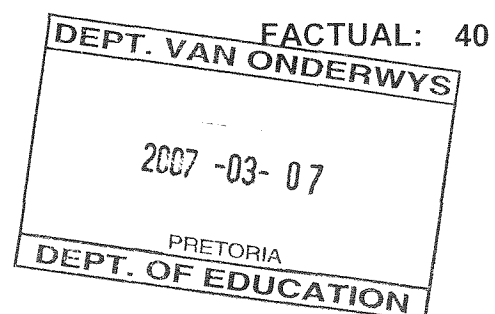 FACTUAL: 40
DEPT. VAN ONDERWYS
2007 -03- 07
PRETORIA
DEPT. OF EDUCATION